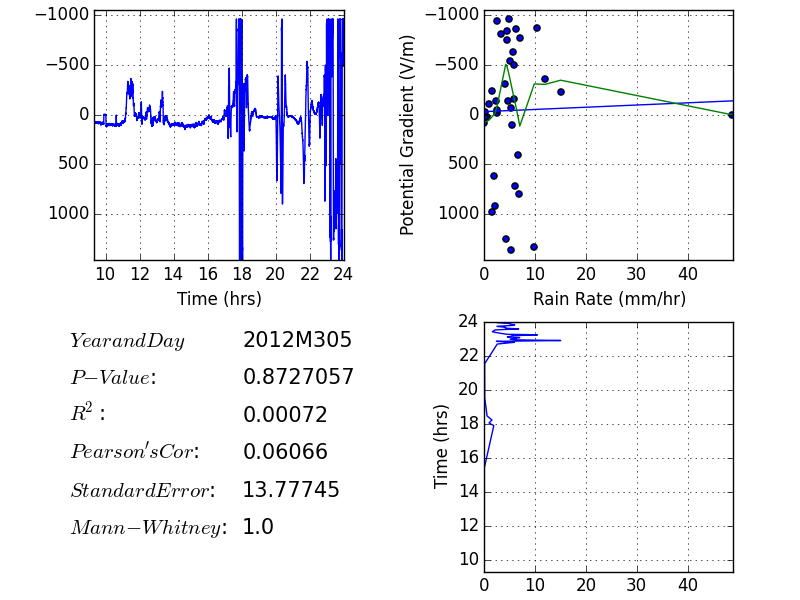 −1000
−500
0
500
1000
10 12 14 16 18 20 22 24
Time (hrs)
Potential Gradient (V/m)
−1000
−500
0
500
1000
0 10 20 30 40
Rain Rate (mm/hr)
YearandDay 2012M305
P−Value: 0.8727057
R²: 0.00072
Pearson'sCor: 0.06066
StandardError: 13.77745
Mann−Whitney: 1.0
Time (hrs)
24
22
20
18
16
14
12
10
0 10 20 30 40